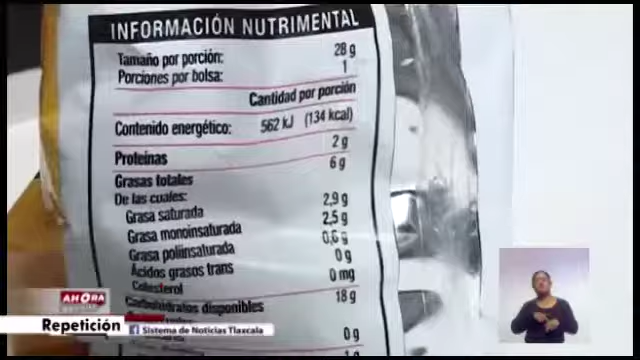 INFORMACIÓN NUTRIMENTAL
Tamaño por porción: 28 g
Porciones por bolsa: 1
Cantidad por porción
Contenido energético: 562 kJ (134 kcal)
Proteínas 2 g
Grasas totales 6 g
De las cuales:
Grasa saturada 2,9 g
Grasa monoinsaturada 2,5 g
Grasa poliinsaturada 0,6 g
Ácidos grasos trans 0 g
Colesterol 0 mg
Carbohidratos disponibles 18 g
0 g
AHORA
Repetición
Sistema de Noticias Tlaxcala